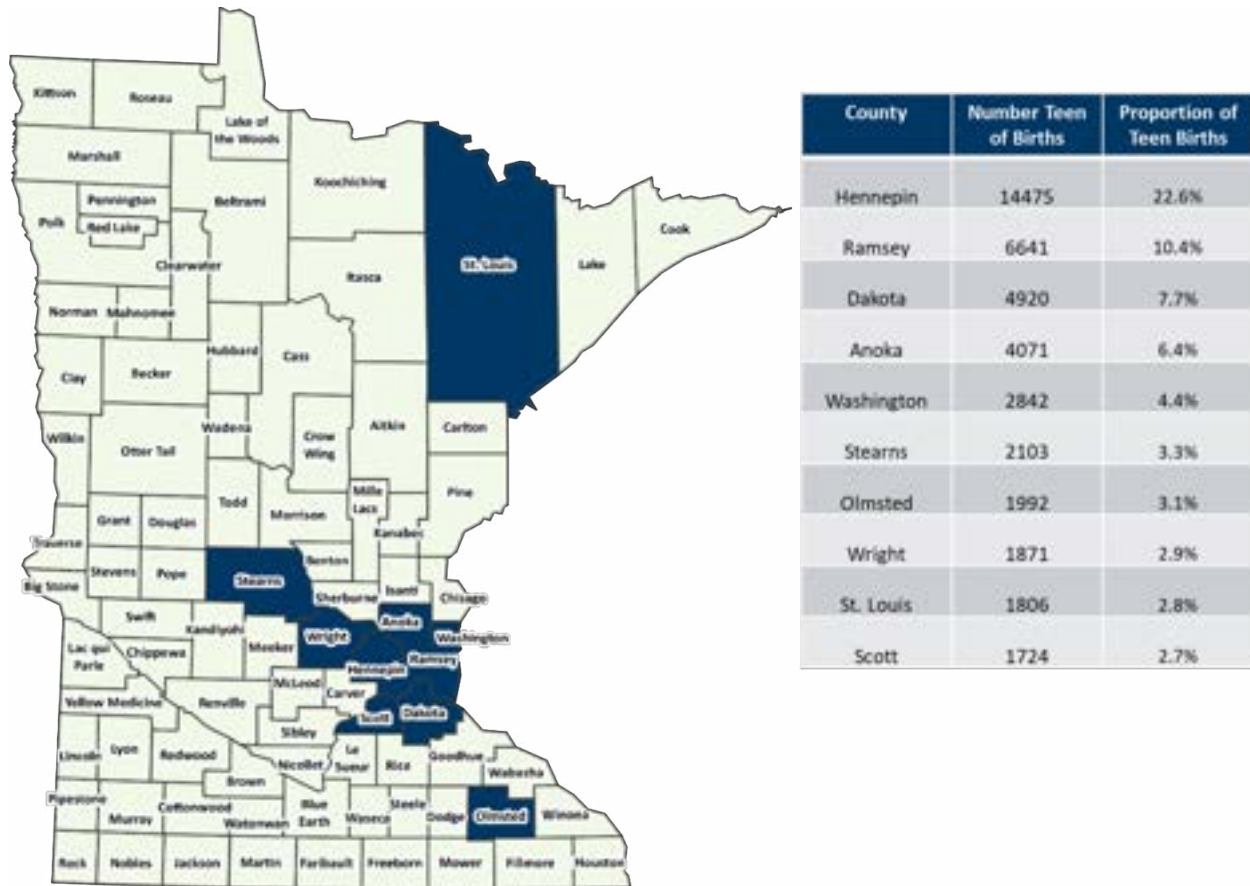 Kittson
Roseau
Lake of
the Woods
Marshall
Koochiching
Pennington
Beltrami
Polk
Red Lake
Cook
Clearwater
St. Louis
Lake
Itasca
Norman
Mahnomen
Hubbard
Cass
Clay
Becker
Wadena
Aitkin
Carlton
Wilkin
Crow
Wing
Otter Tail
Todd
Mille
Lacs
Pine
Morrison
Grant
Douglas
Kanabec
Traverse
Benton
Stevens
Pope
Stearns
Big Stone
Sherburne
Isanti
Chisago
Swift
Anoka
Kandiyohi
Wright
Washington
Lac qui
Parle
Chippewa
Meeker
Ramsey
Hennepin
McLeod
Carver
Yellow Medicine
Renville
Scott
Dakota
Sibley
Lincoln
Lyon
Redwood
Nicollet
Le
Sueur
Rice
Goodhue
Wabasha
Brown
Pipestone
Murray
Cottonwood
Watonwan
Blue
Earth
Waseca
Steele
Dodge
Olmsted
Winona
Rock
Nobles
Jackson
Martin
Faribault
Freeborn
Mower
Fillmore
Houston
County Number Teen Proportion of
of Births Teen Births
Hennepin 14475 22.6%
Ramsey 6641 10.4%
Dakota 4920 7.7%
Anoka 4071 6.4%
Washington 2842 4.4%
Stearns 2103 3.3%
Olmsted 1992 3.1%
Wright 1871 2.9%
St. Louis 1806 2.8%
Scott 1724 2.7%